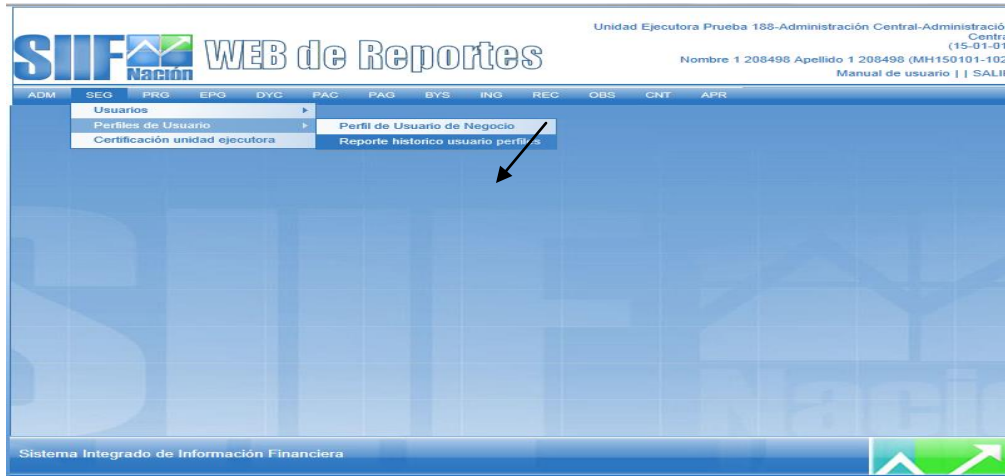 Unidad Ejecutora Prueba 188-Administración Central-Administració
Centra
(15-01-01
Nombre 1 208498 Apellido 1 208498 (MH150101-102
Manual de usuario | | SALI
SIIF Nación WEB de Reportes
ADM SEG PRG EPG DYC PAC PAG BYS ING REC OBS CNT APR
Usuarios
Perfiles de Usuario
Perfil de Usuario de Negocio
Certificación unidad ejecutora
Reporte historico usuario perfiles
SIIF
Nació
Sistema Integrado de Información Financiera